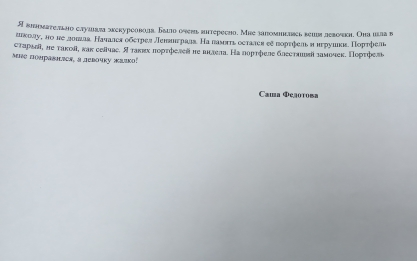 Я внимательно слушала экскурсовода. Было очень интересно. Мне запомнились вещи девочки. Она шла в
школу, но не дошла. Начался обстрел Ленинграда. На память остался её портфель и игрушки. Портфель
старый, не такой, как сейчас. Я таких портфелей не видела. На портфеле блестящий замочек. Портфель
мне понравился, а девочку жалко!
Саша Федотова